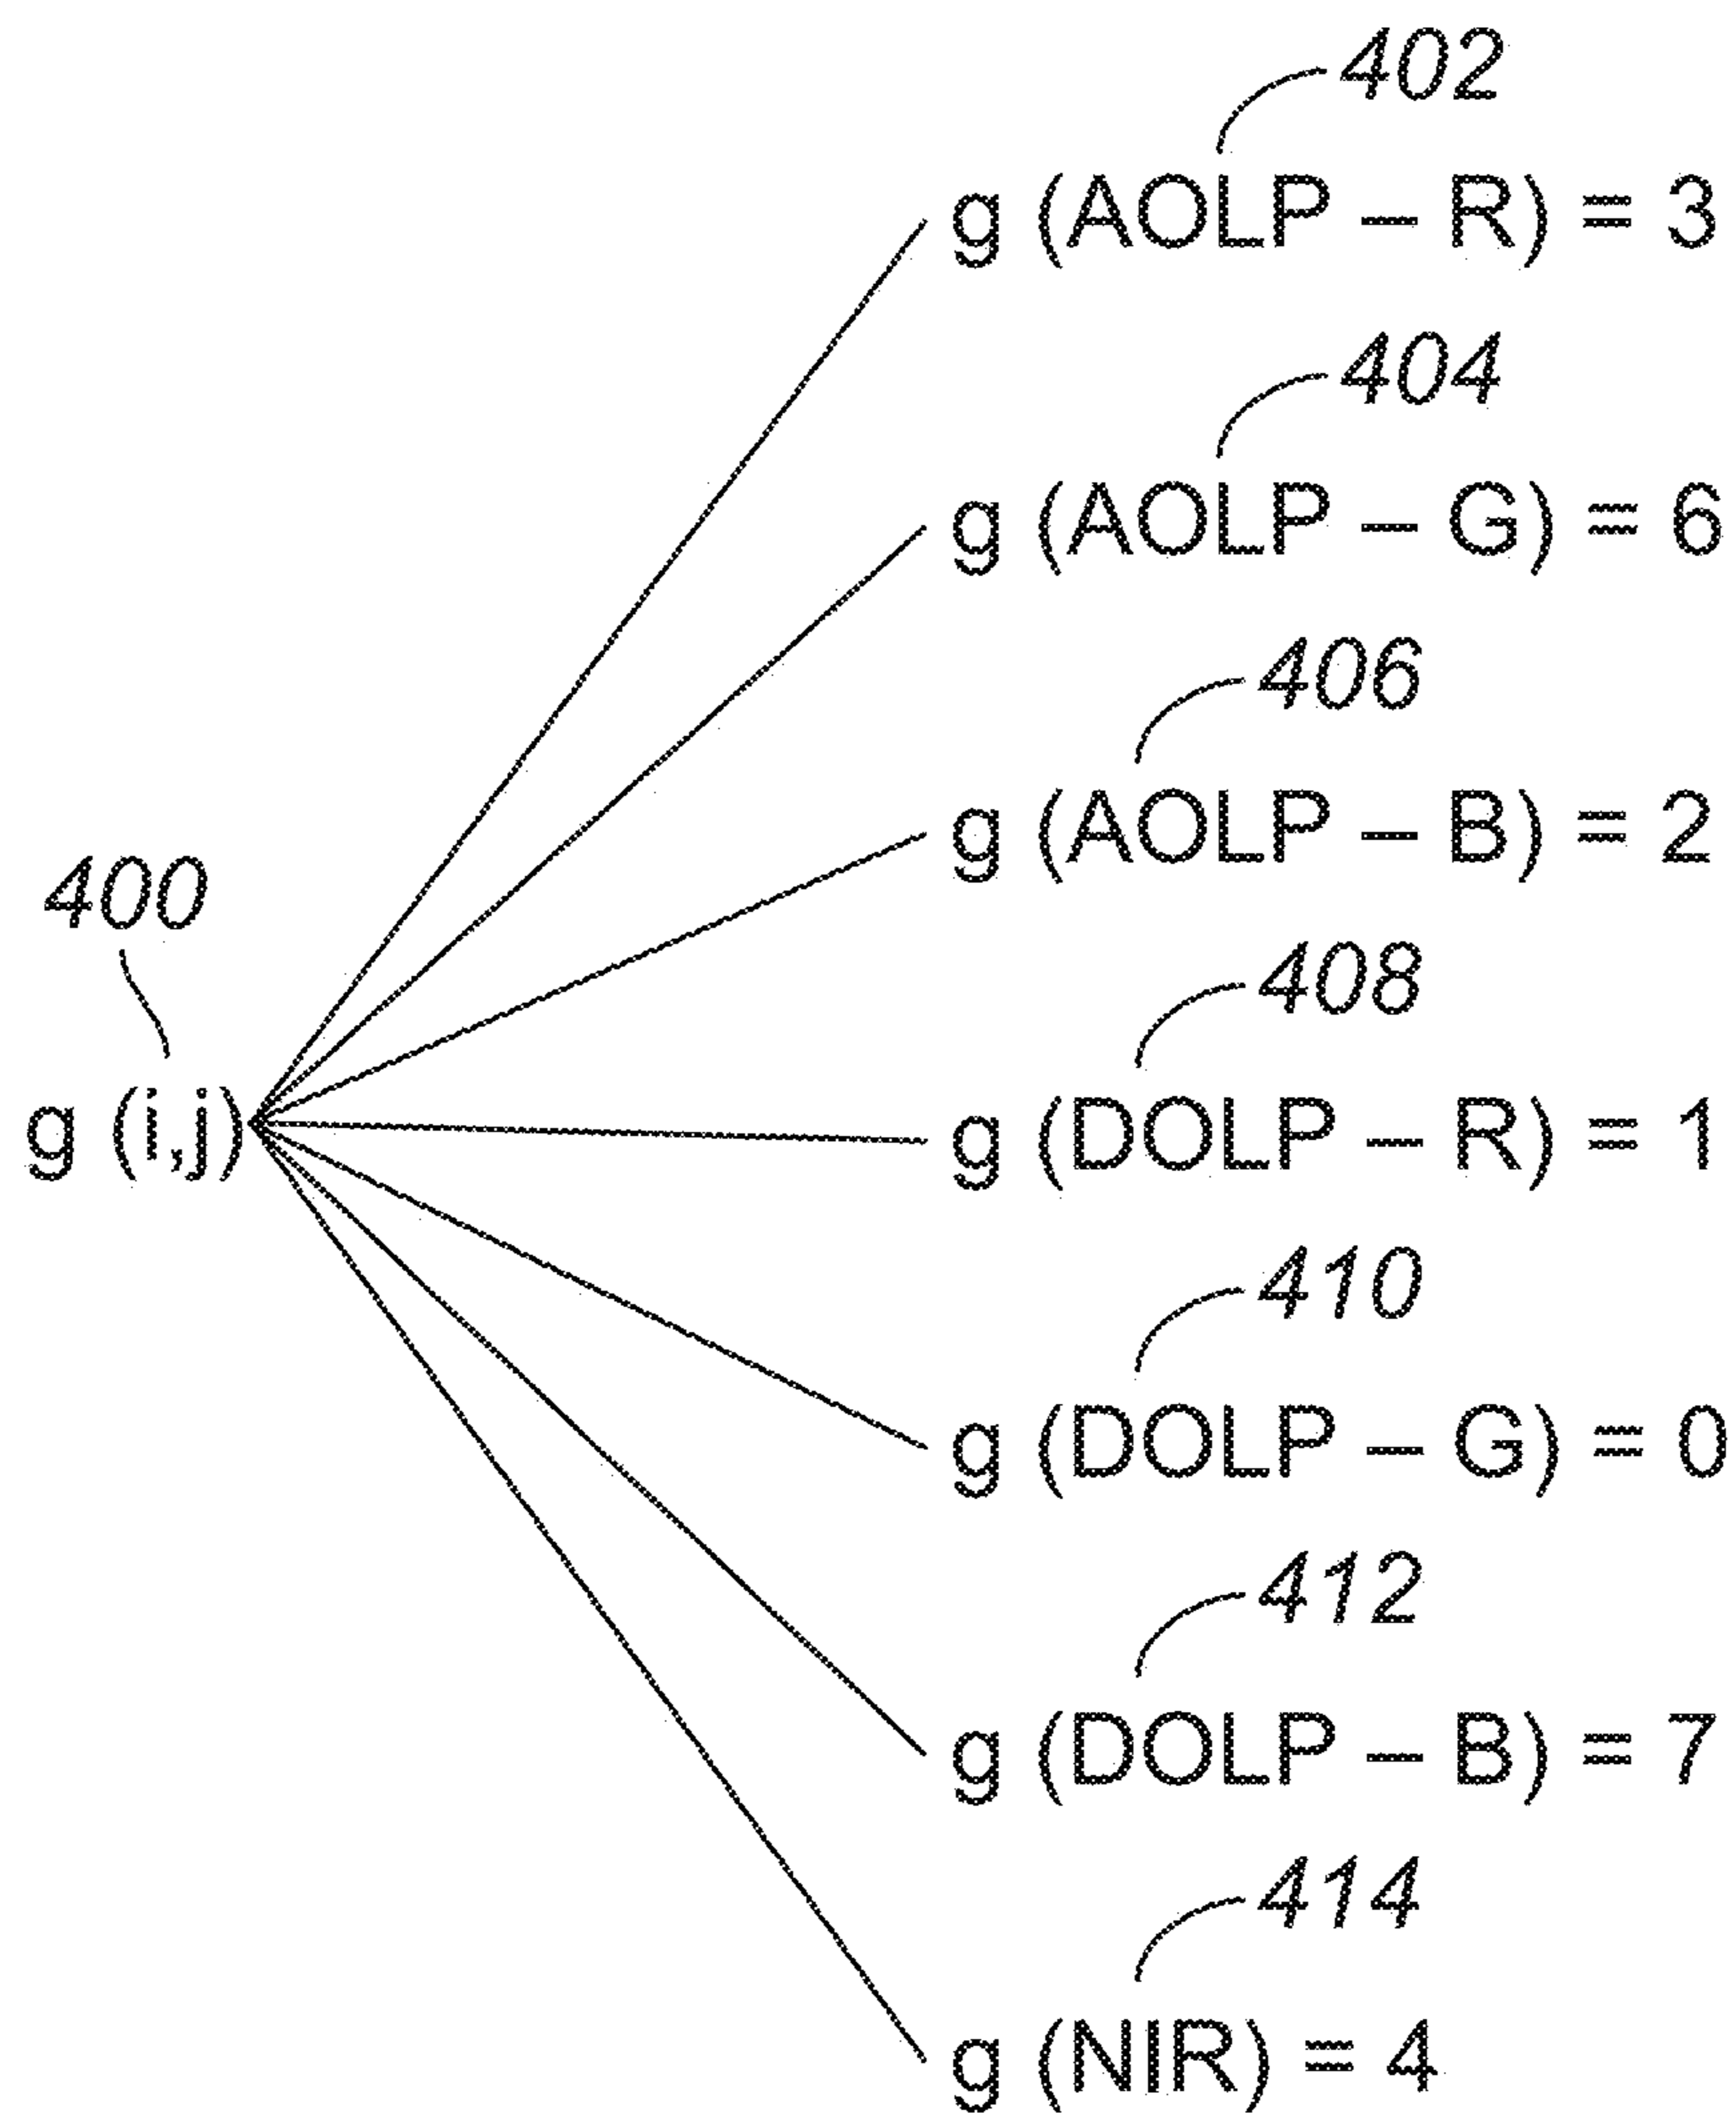 402
g (AOLP – R) = 3
404
g (AOLP – G) = 6
406
g (AOLP – B) = 2
400
408
g (i,j)
g (DOLP – R) = 1
410
g (DOLP – G) = 0
412
g (DOLP – B) = 7
414
g (NIR) = 4